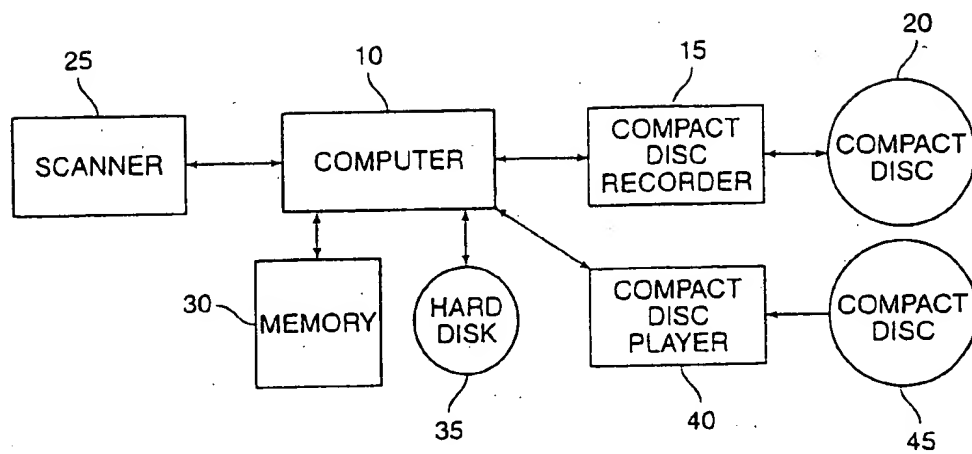 25
10
15
20
SCANNER
COMPUTER
COMPACT
DISC
RECORDER
COMPACT
DISC
30
MEMORY
HARD
DISK
COMPACT
DISC
PLAYER
COMPACT
DISC
35
40
45